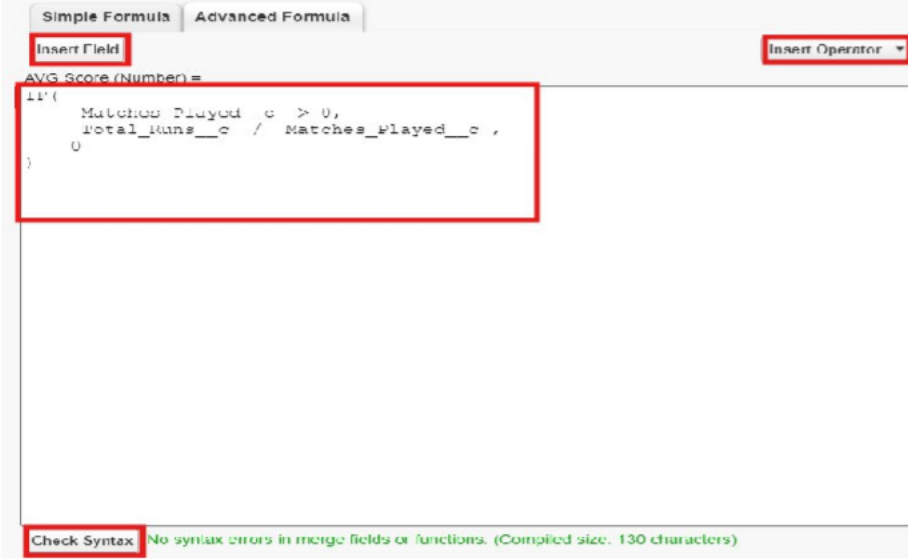 Simple Formula Advanced Formula
Insert Field Insert Operator
AVG Score (Number) =
IF(
Matches_Played__c > 0,
Total_Runs__c / Matches_Played__c ,
0
)
Check Syntax No syntax errors in merge fields or functions. (Compiled size: 130 characters)